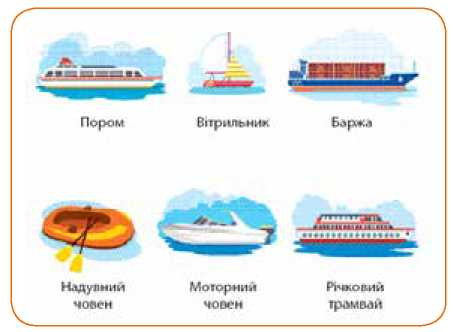 Пором
Вітрильник
Баржа
Надувний
човен
Моторний
човен
Річковий
трамвай